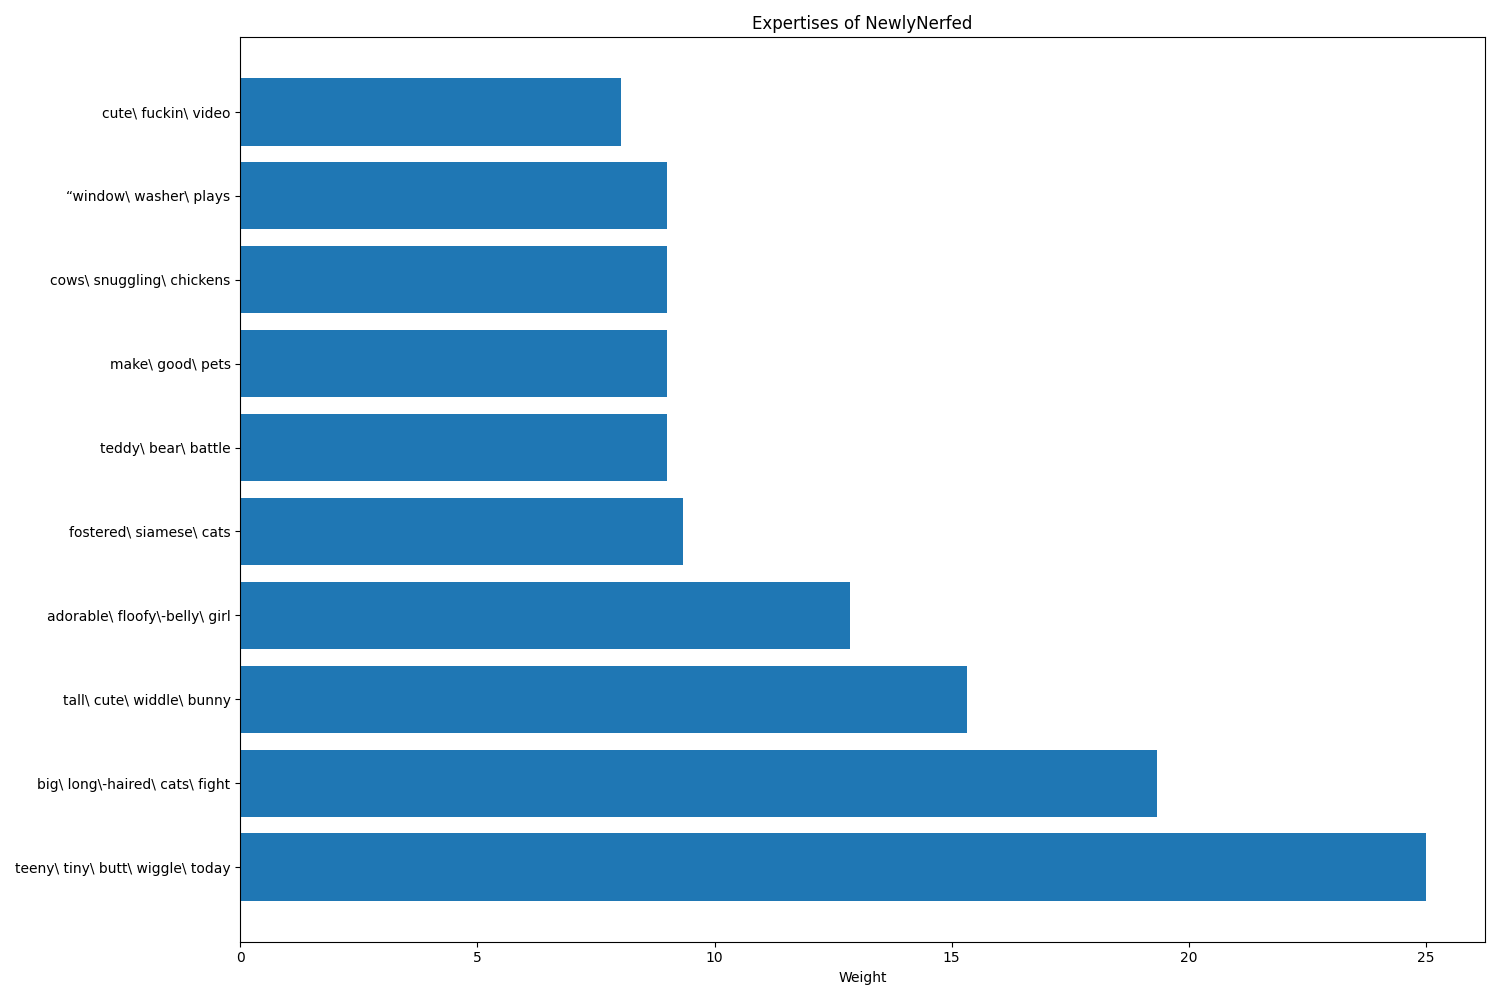 Expertises of NewlyNerfed
cute\ fuckin\ video
“window\ washer\ plays
cows\ snuggling\ chickens
make\ good\ pets
teddy\ bear\ battle
fostered\ siamese\ cats
adorable\ floofy\-belly\ girl
tall\ cute\ widdle\ bunny
big\ long\-haired\ cats\ fight
teeny\ tiny\ butt\ wiggle\ today
0 5 10 15 20 25
Weight